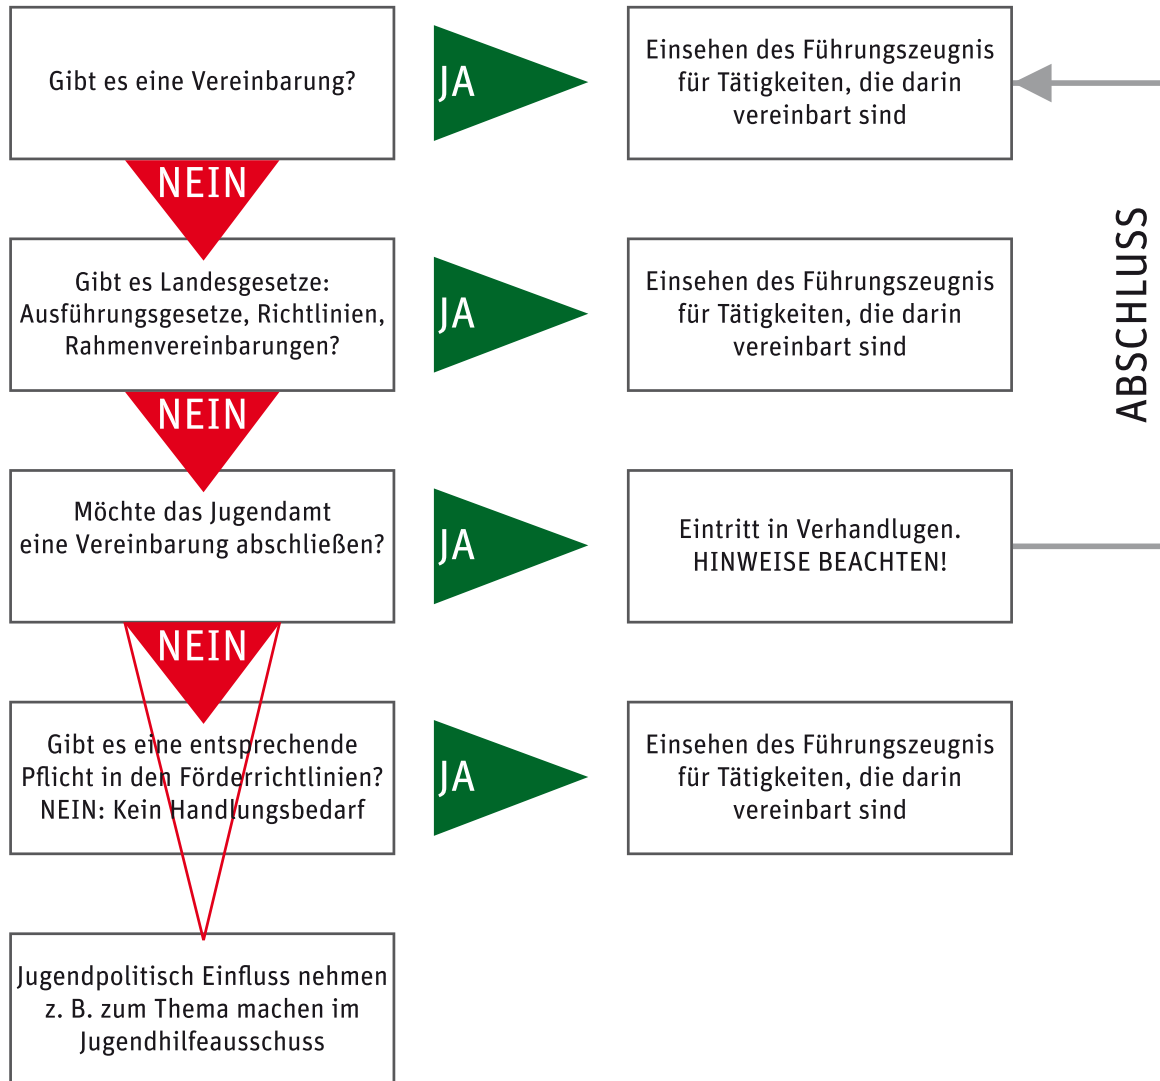 Gibt es eine Vereinbarung?
JA
Einsehen des Führungszeugnis
für Tätigkeiten, die darin
vereinbart sind
NEIN
Gibt es Landesgesetze:
Ausführungsgesetze, Richtlinien,
Rahmenvereinbarungen?
JA
Einsehen des Führungszeugnis
für Tätigkeiten, die darin
vereinbart sind
ABSCHLUSS
NEIN
Möchte das Jugendamt
eine Vereinbarung abschließen?
JA
Eintritt in Verhandlugen.
HINWEISE BEACHTEN!
NEIN
Gibt es eine entsprechende
Pflicht in den Förderrichtlinien?
NEIN: Kein Handlungsbedarf
JA
Einsehen des Führungszeugnis
für Tätigkeiten, die darin
vereinbart sind
Jugendpolitisch Einfluss nehmen
z. B. zum Thema machen im
Jugendhilfeausschuss